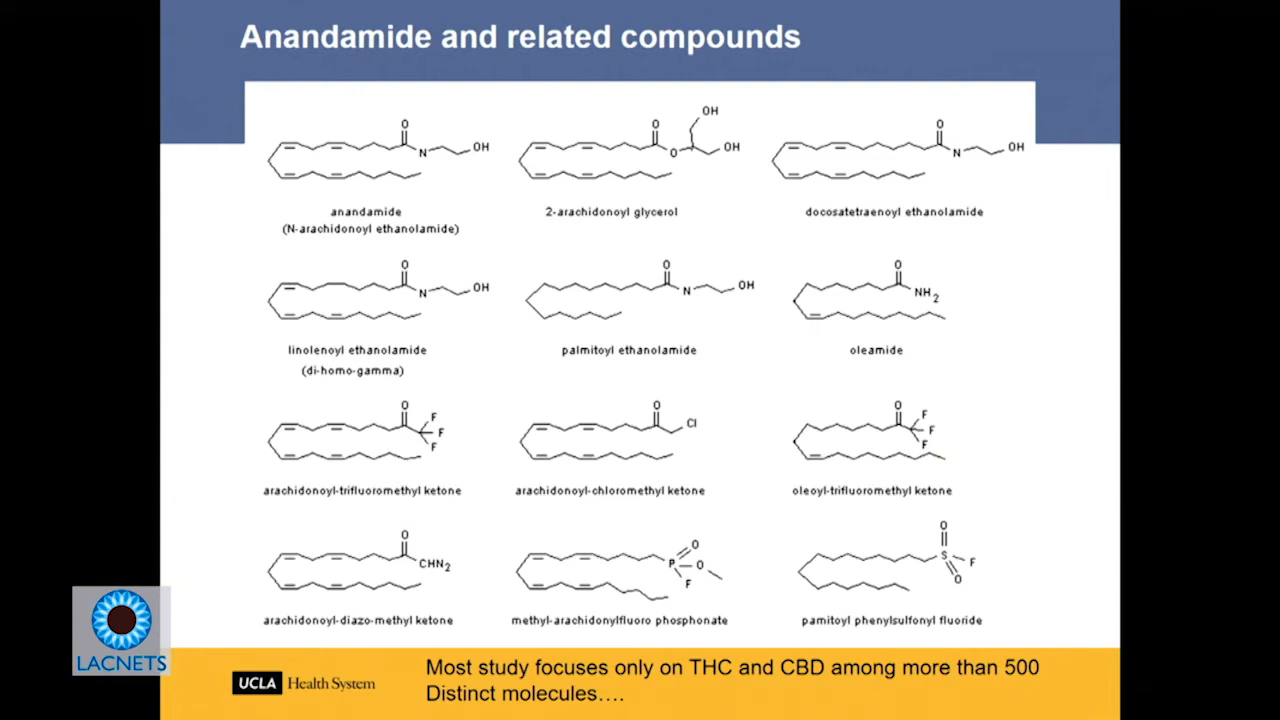 Anandamide and related compounds
O
N
OH
anandamide
(N-arachidonoyl ethanolamide)
O
O
OH
OH
2-arachidonoyl glycerol
O
N
OH
docosatetraenoyl ethanolamide
O
N
OH
linolenoyl ethanolamide
(di-homo-gamma)
O
N
OH
palmitoyl ethanolamide
O
NH2
oleamide
O
F
F
F
arachidonoyl-trifluoromethyl ketone
O
Cl
arachidonoyl-chloromethyl ketone
O
F
F
F
oleoyl-trifluoromethyl ketone
O
CHN2
arachidonoyl-diazo-methyl ketone
O
P
O
F
methyl-arachidonylfluoro phosphonate
O
S
F
O
pamitoyl phenylsulfonyl fluoride
LACNETS
UCLA Health System
Most study focuses only on THC and CBD among more than 500
Distinct molecules….